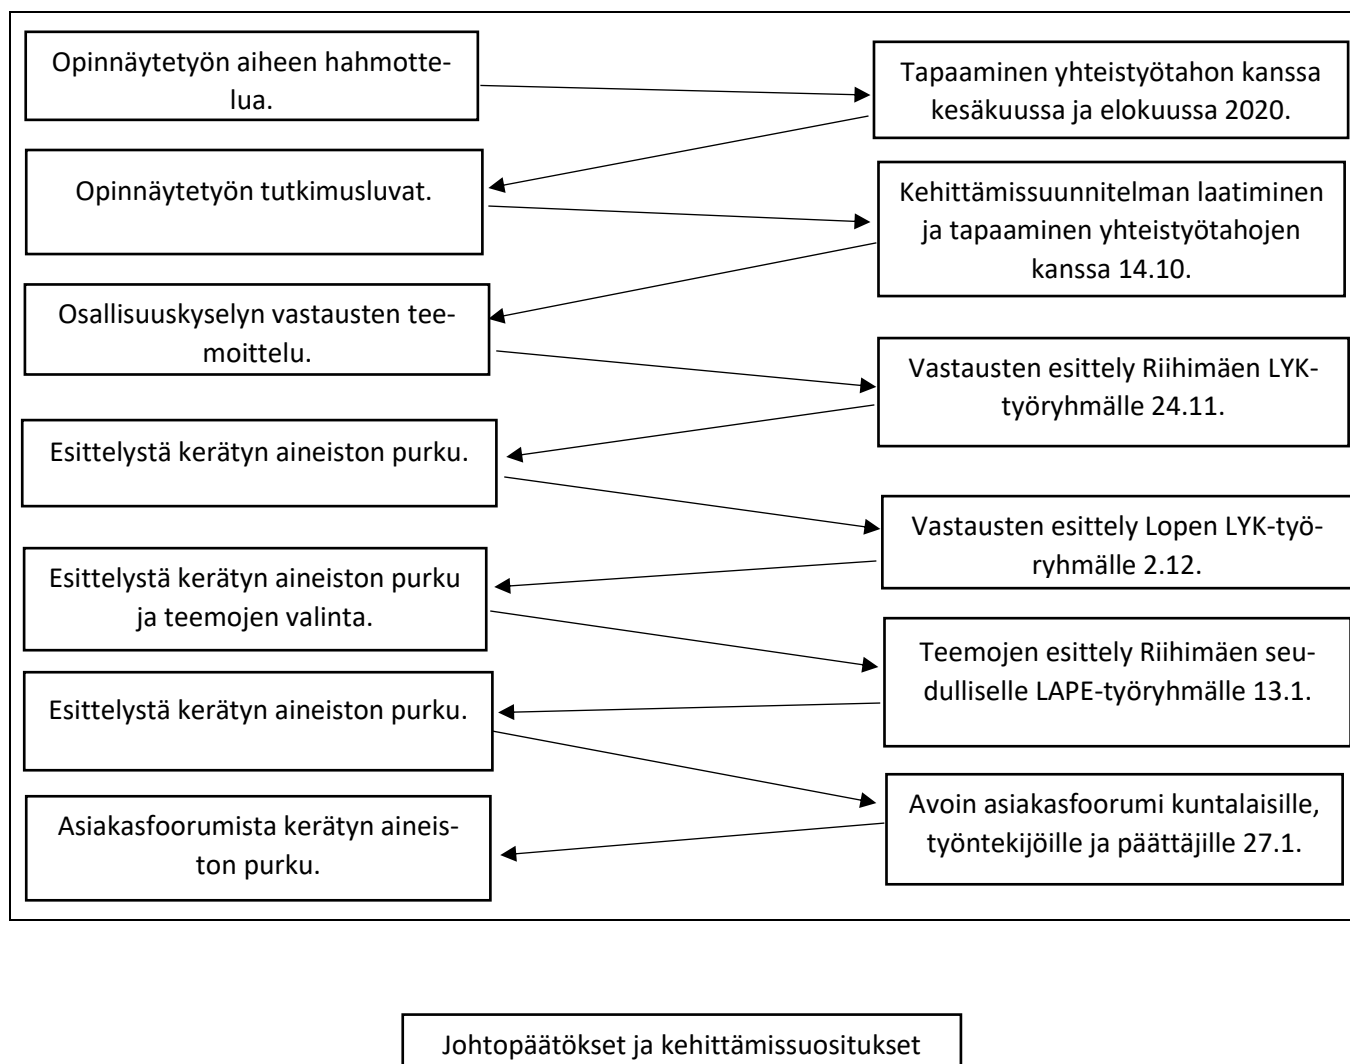 Opinnäytetyön aiheen hahmotte-
lua.
Tapaaminen yhteistyötahon kanssa
kesäkuussa ja elokuussa 2020.
Opinnäytetyön tutkimusluvat.
Kehittämissuunnitelman laatiminen
ja tapaaminen yhteistyötahojen
kanssa 14.10.
Osallisuuskyselyn vastausten tee-
moittelu.
Vastausten esittely Riihimäen LYK-
työryhmälle 24.11.
Esittelystä kerätyn aineiston purku.
Vastausten esittely Lopen LYK-työ-
ryhmälle 2.12.
Esittelystä kerätyn aineiston purku
ja teemojen valinta.
Teemojen esittely Riihimäen seu-
dulliselle LAPE-työryhmälle 13.1.
Esittelystä kerätyn aineiston purku.
Avoin asiakasfoorumi kuntalaisille,
työntekijöille ja päättäjille 27.1.
Asiakasfoorumista kerätyn aineis-
ton purku.
Johtopäätökset ja kehittämissuositukset